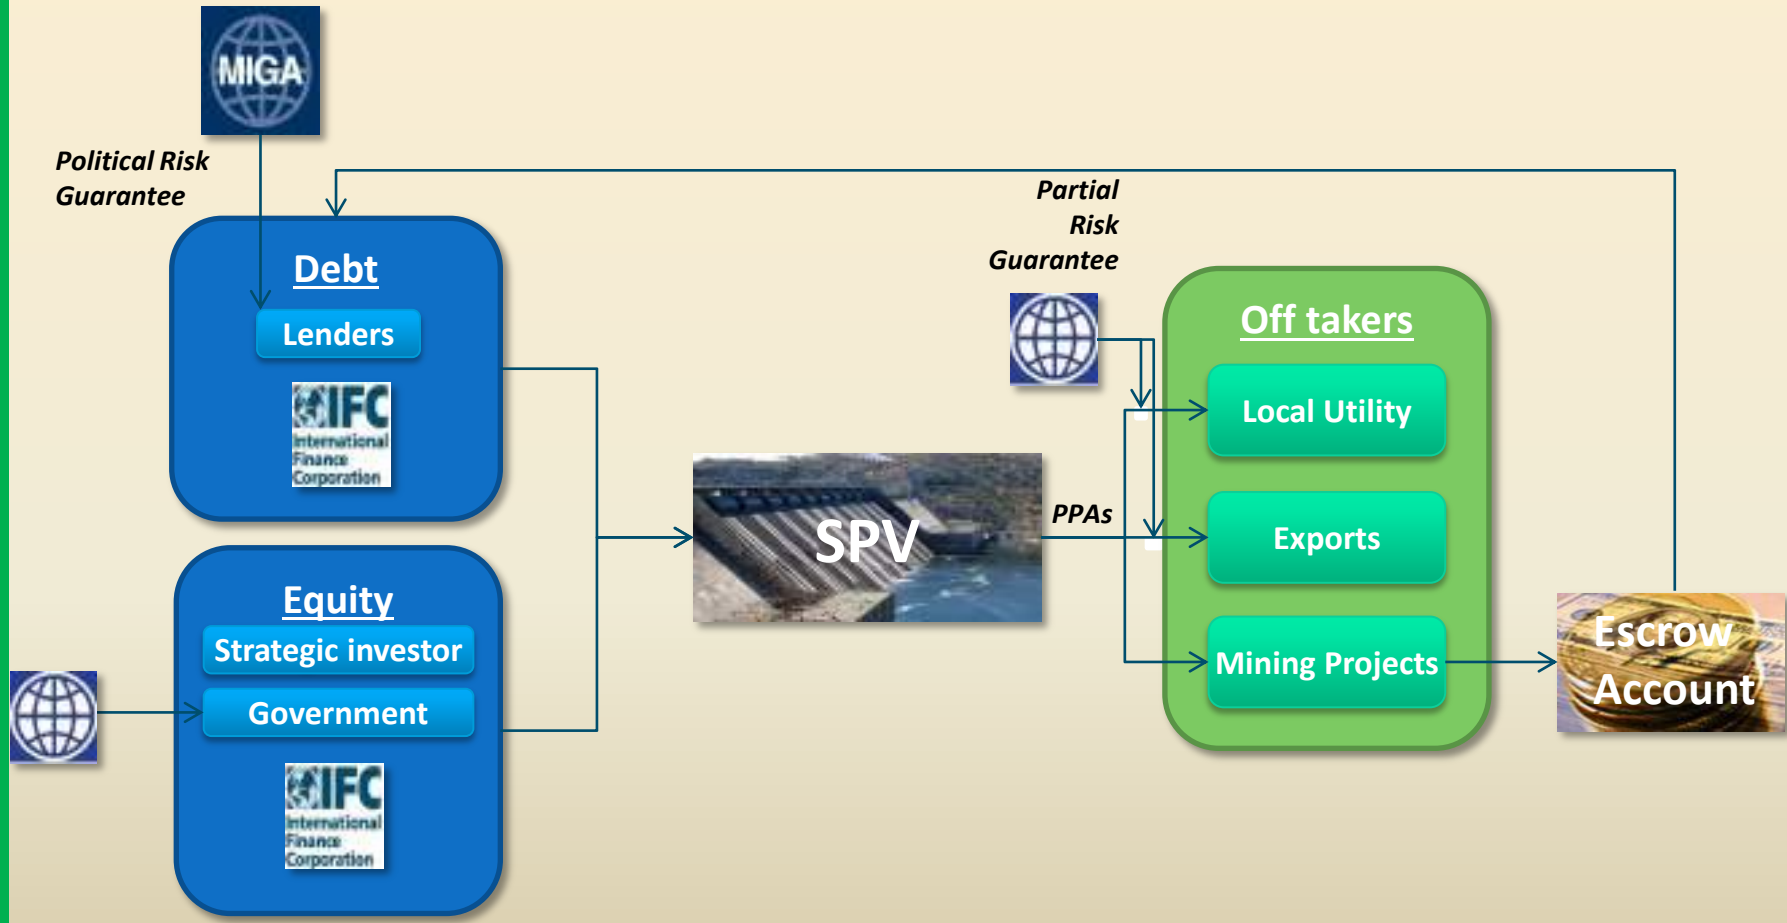 MIGA
Political Risk
Guarantee
Debt
Lenders
IFC
International
Finance
Corporation
Equity
Strategic investor
Government
IFC
International
Finance
Corporation
SPV
PPAs
Partial
Risk
Guarantee
Off takers
Local Utility
Exports
Mining Projects
Escrow
Account